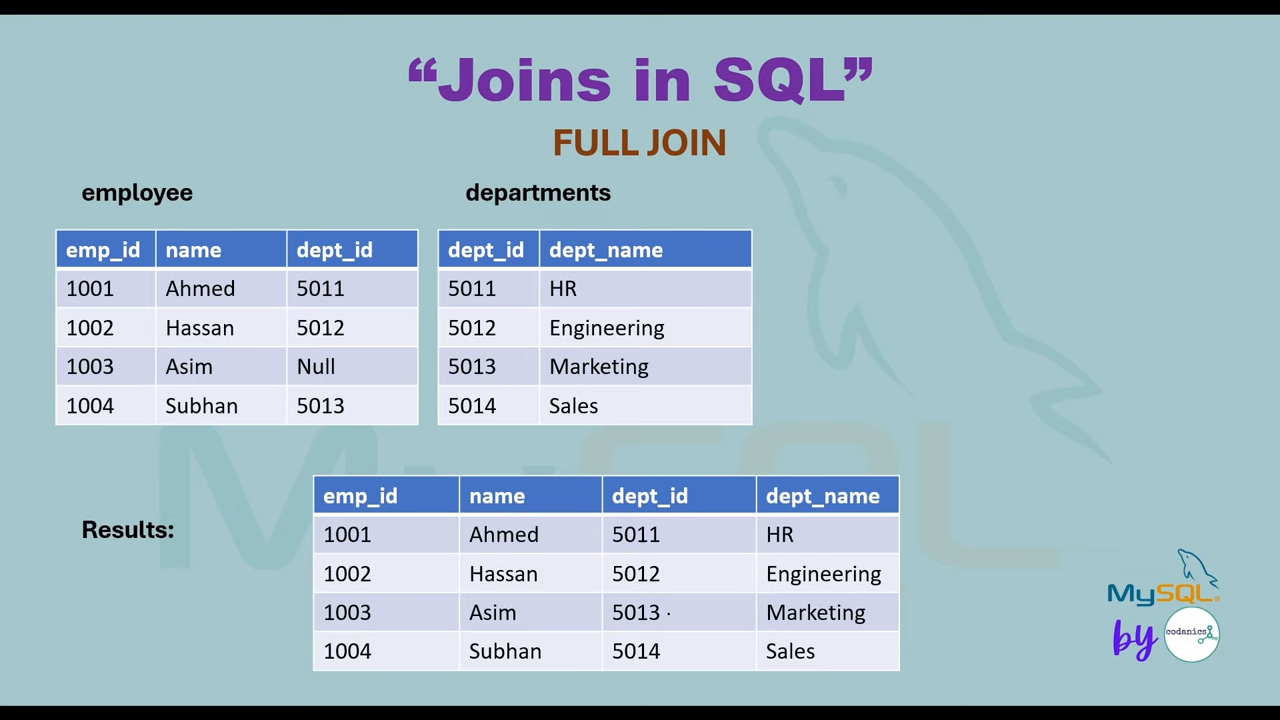 “Joins in SQL”
FULL JOIN
employee
emp_id name dept_id
1001 Ahmed 5011
1002 Hassan 5012
1003 Asim Null
1004 Subhan 5013
departments
dept_id dept_name
5011 HR
5012 Engineering
5013 Marketing
5014 Sales
Results:
emp_id name dept_id dept_name
1001 Ahmed 5011 HR
1002 Hassan 5012 Engineering
1003 Asim 5013 Marketing
1004 Subhan 5014 Sales
MySQL
MySQL®
by codanics